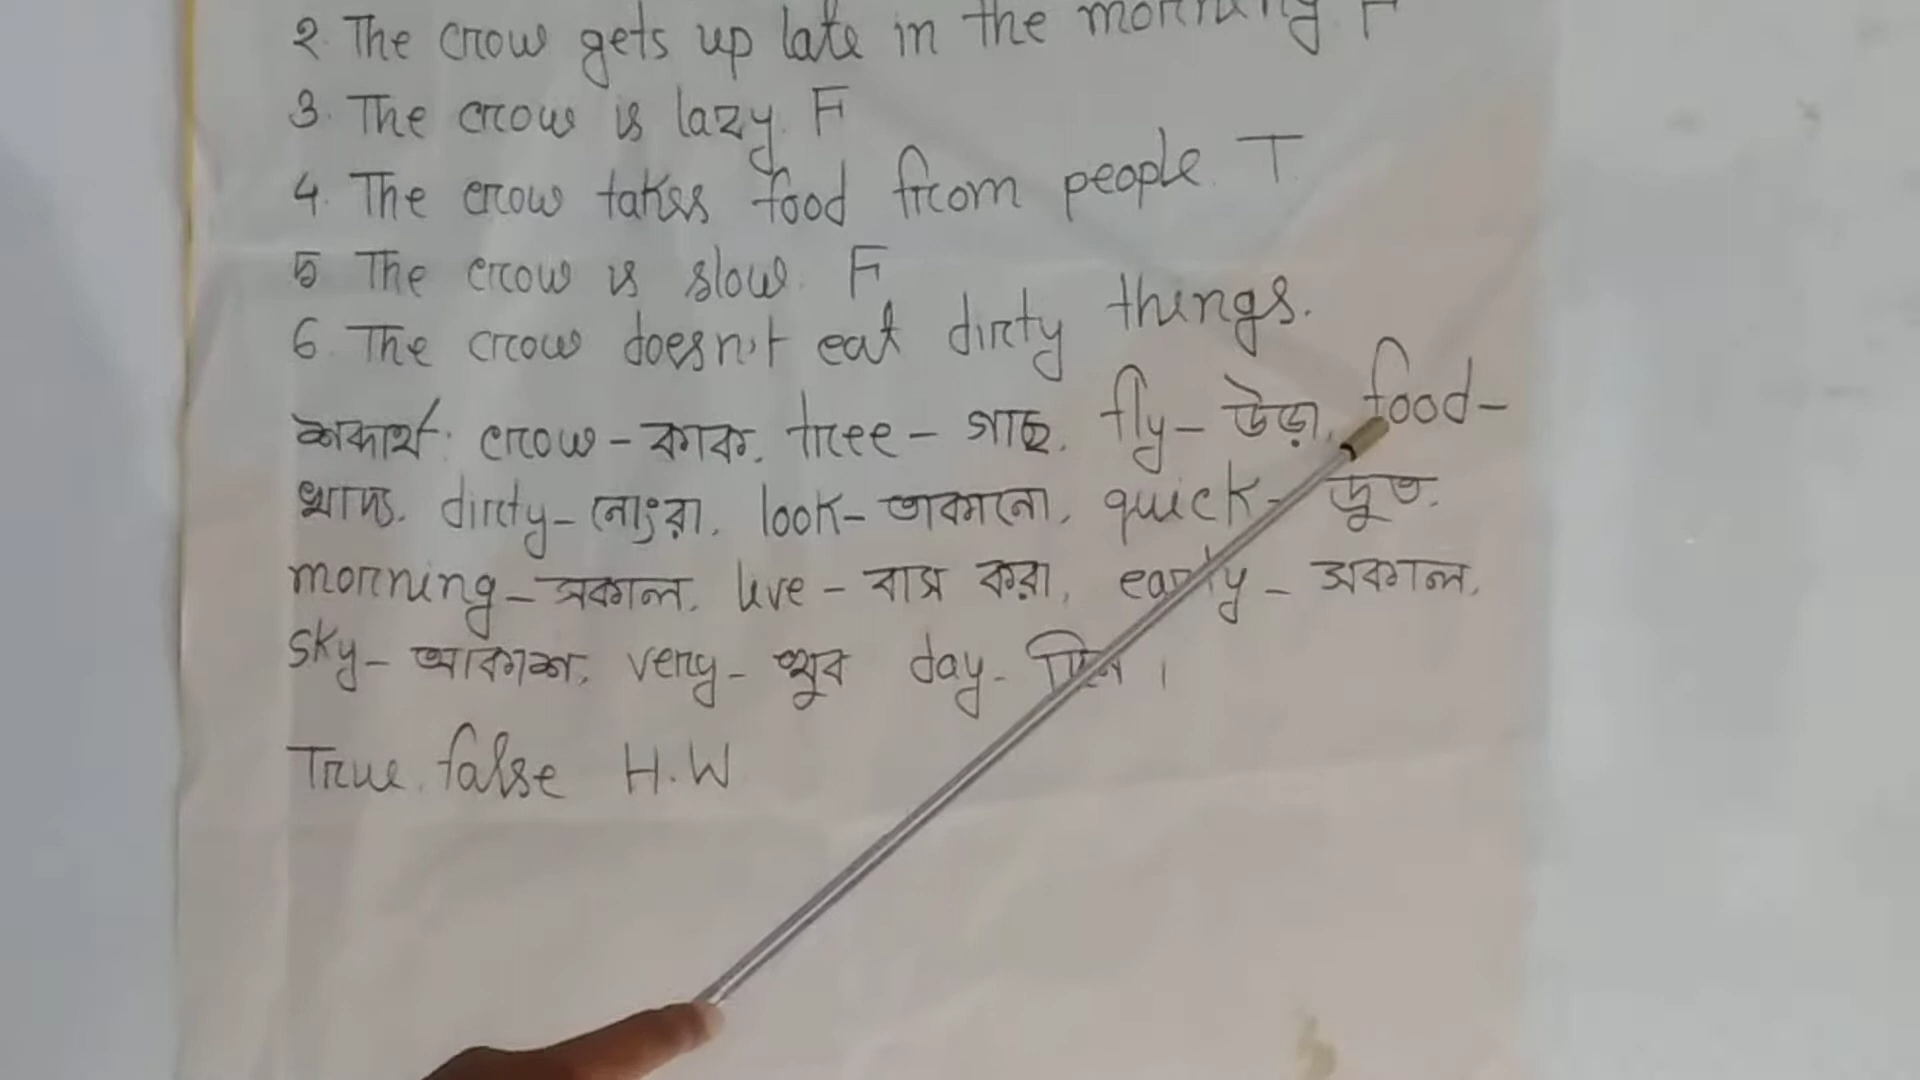 2. The crow gets up late in the morning. F
3. The crow is lazy. F
4. The crow takes food from people. T
5 The crow is slow. F
6. The crow doesn't eat dirty things.
শব্দার্থ: crow - কাক, tree - গাছ, fly - উড়া, food -
খাদ্য, dirty - নোংরা, look - তাকানো, quick - দ্রুত,
morning - সকাল, live - বাস করা, early - সকাল,
sky - আকাশ, very - খুব day - দিন।
True, false H.W